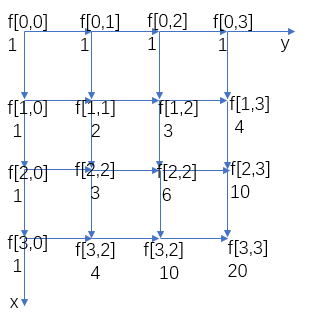 f[0,0] f[0,1] f[0,2] f[0,3]
1 1 1 1 y
f[1,0] f[1,1] f[1,2] f[1,3]
1 2 3 4
f[2,0] f[2,2] f[2,2] f[2,3]
1 3 6 10
f[3,0] f[3,2] f[3,2] f[3,3]
1 4 10 20
x